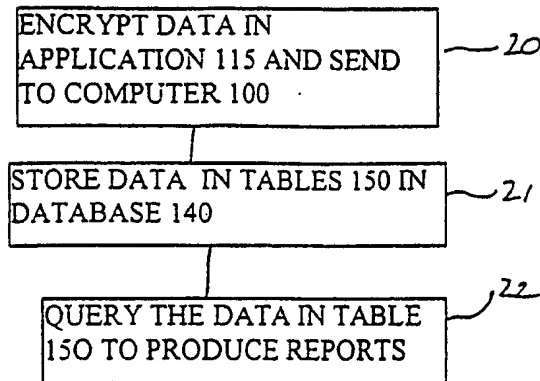 ENCRYPT DATA IN
APPLICATION 115 AND SEND
TO COMPUTER 100
20
STORE DATA IN TABLES 150 IN
DATABASE 140
21
QUERY THE DATA IN TABLE
15O TO PRODUCE REPORTS
22